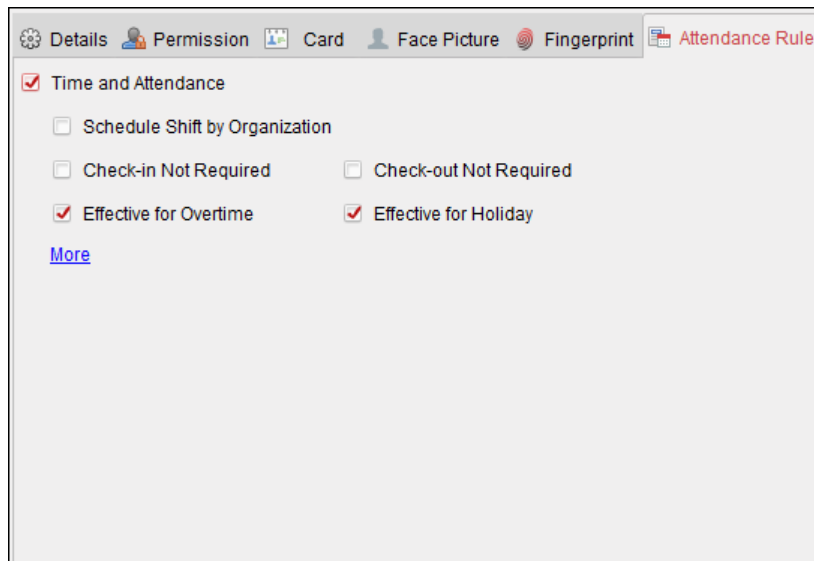 Details Permission Card Face Picture Fingerprint Attendance Rule
Time and Attendance
Schedule Shift by Organization
Check-in Not Required Check-out Not Required
Effective for Overtime Effective for Holiday
More